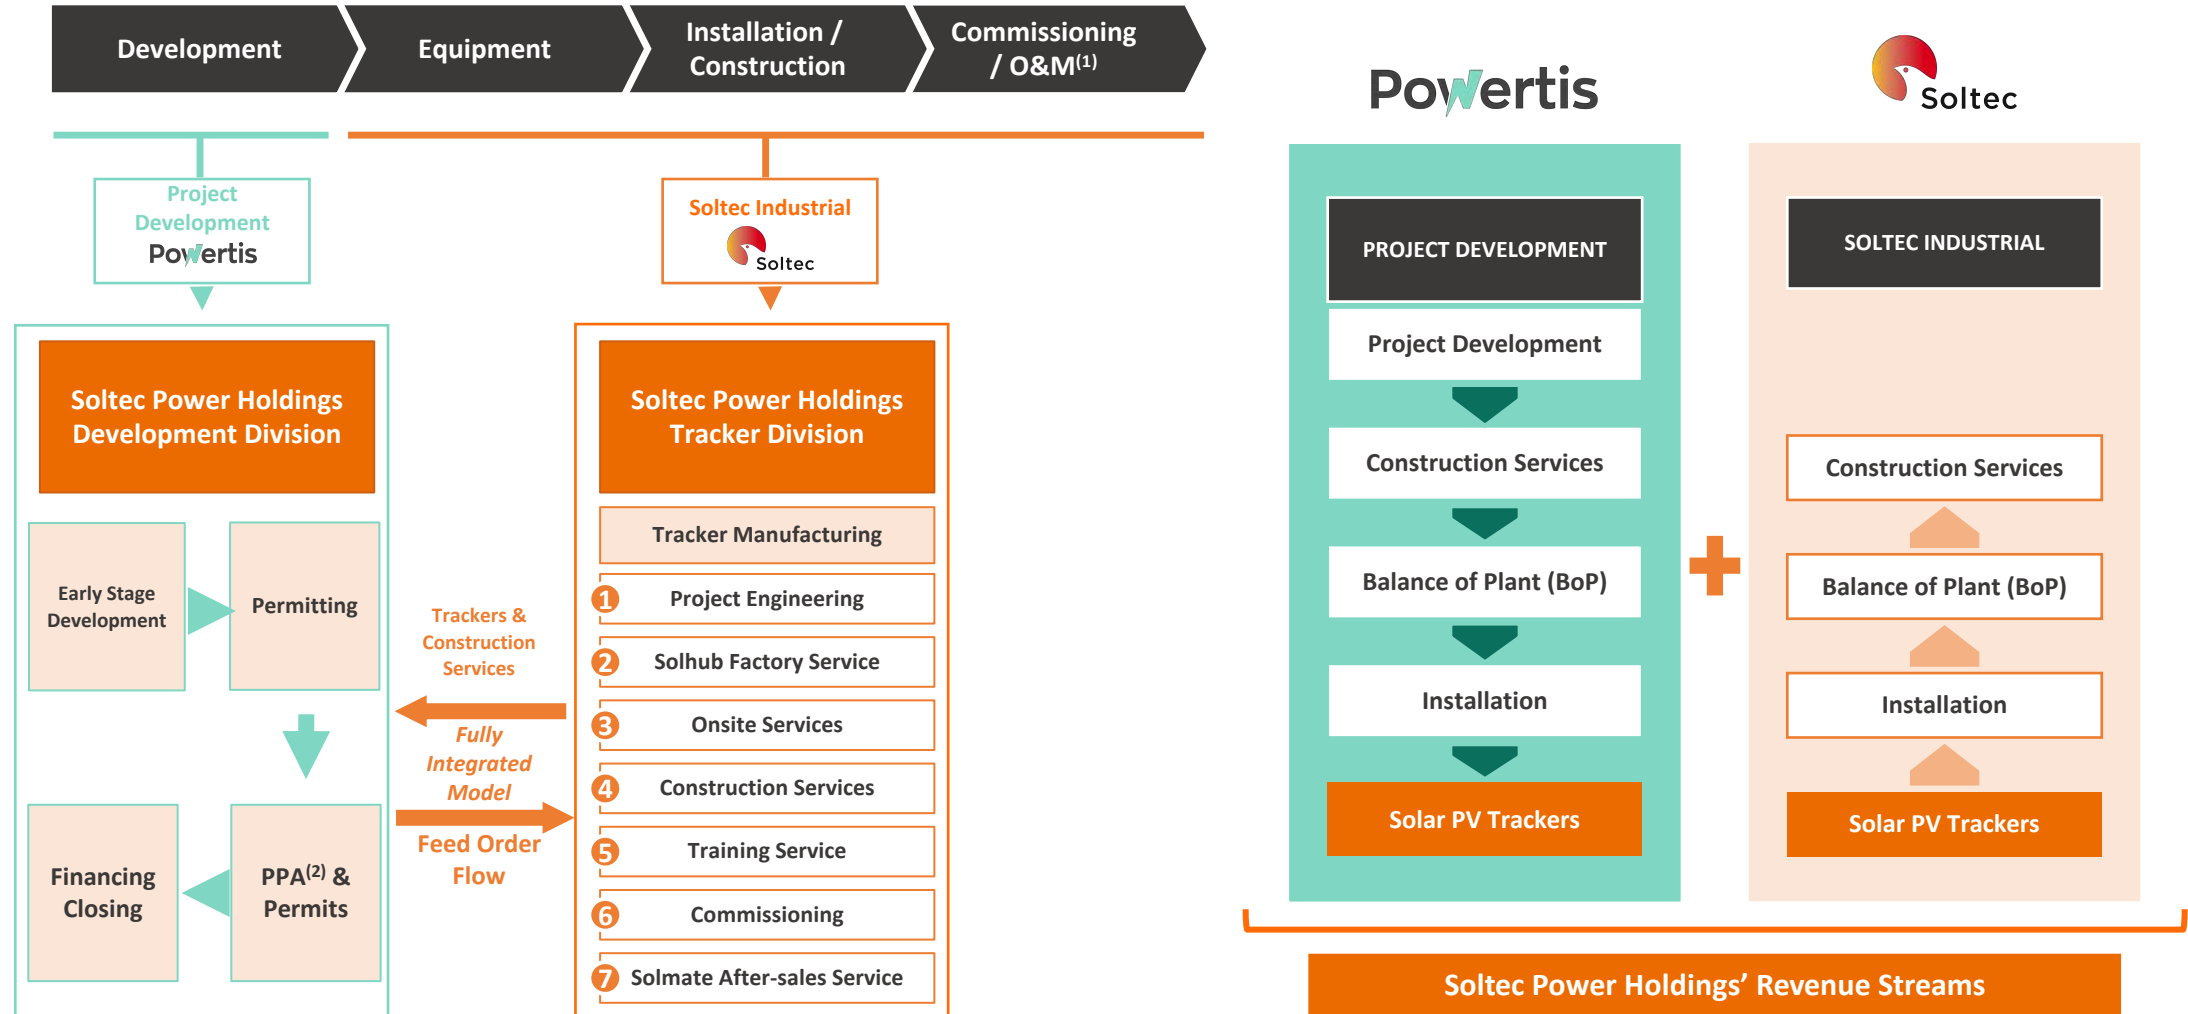 Development
Equipment
Installation /
Construction
Commissioning
/ O&M(1)
Project
Development
Powertis
Soltec Industrial
Soltec
Soltec Power Holdings
Development Division
Early Stage
Development
Permitting
Financing
Closing
PPA(2) &
Permits
Trackers &
Construction
Services
Fully
Integrated
Model
Feed Order
Flow
Soltec Power Holdings
Tracker Division
Tracker Manufacturing
1 Project Engineering
2 Solhub Factory Service
3 Onsite Services
4 Construction Services
5 Training Service
6 Commissioning
7 Solmate After-sales Service
Powertis
PROJECT DEVELOPMENT
Project Development
Construction Services
Balance of Plant (BoP)
Installation
Solar PV Trackers
Soltec
SOLTEC INDUSTRIAL
Construction Services
Balance of Plant (BoP)
Installation
Solar PV Trackers
Soltec Power Holdings’ Revenue Streams